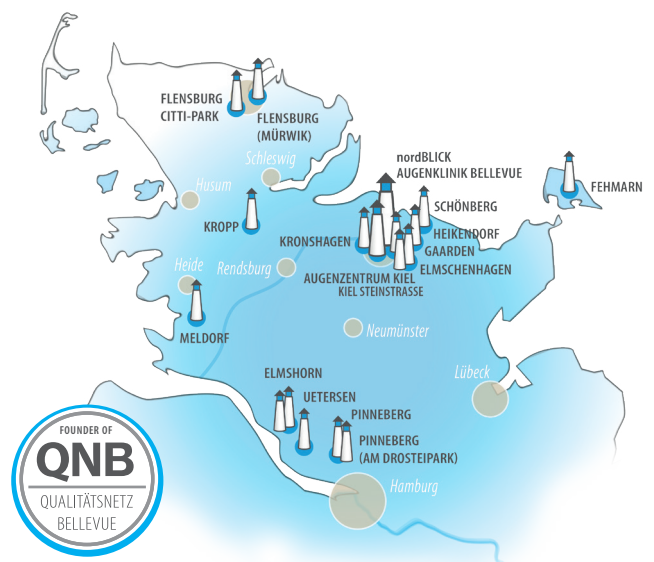 FLENSBURG
CITTI-PARK
FLENSBURG
(MÜRWIK)
Schleswig
nordBLICK
AUGENKLINIK BELLEVUE
FEHMARN
Husum
SCHÖNBERG
KROPP
KRONSHAGEN
HEIKENDORF
GAARDEN
ELMSCHENHAGEN
Heide
Rendsburg
AUGENZENTRUM KIEL
KIEL STEINSTRASSE
MELDORF
Neumünster
ELMSHORN
Lübeck
UETERSEN
PINNEBERG
PINNEBERG
(AM DROSTEIPARK)
Hamburg
FOUNDER OF
QNB
QUALITÄTSNETZ
BELLEVUE